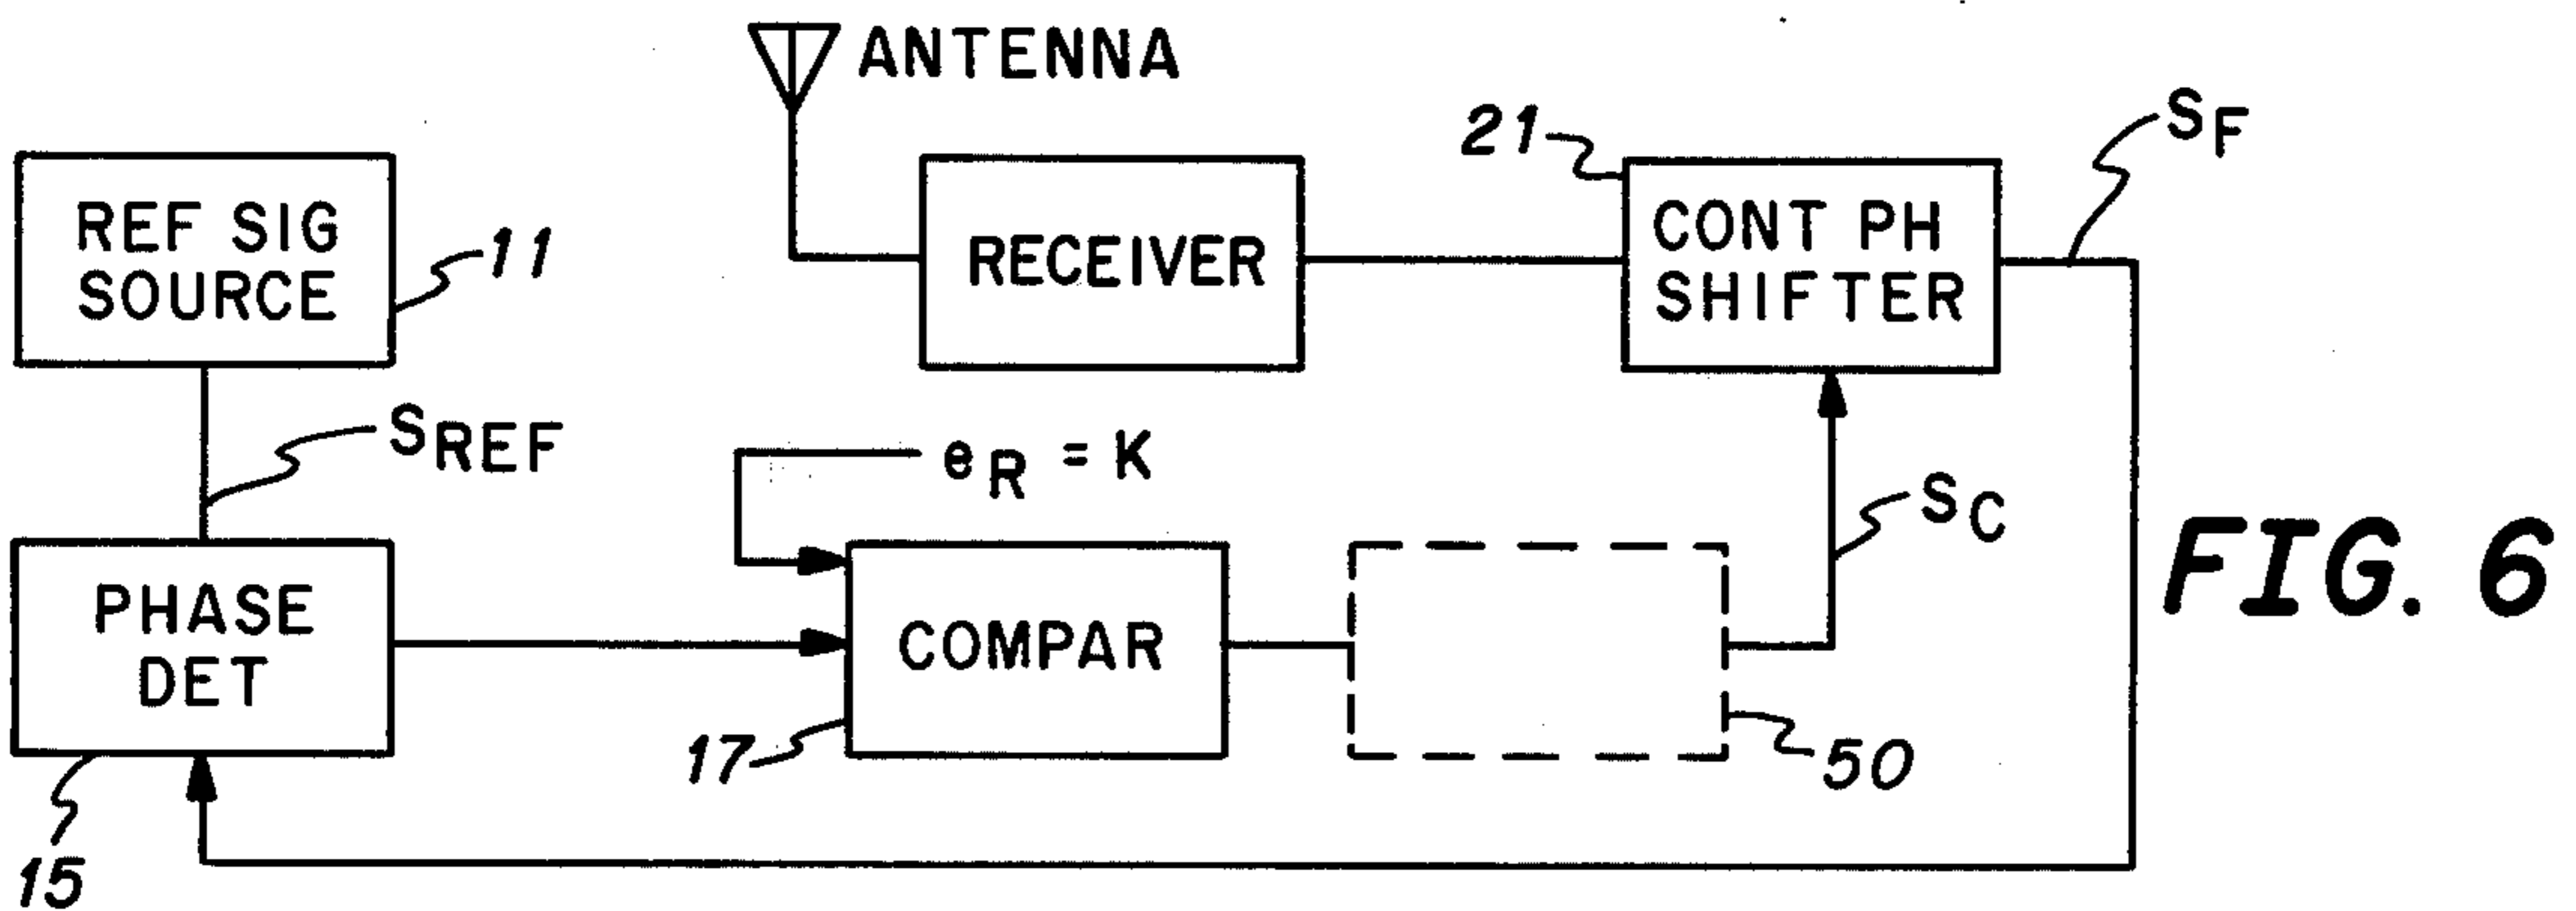 ANTENNA
REF SIG
SOURCE
11
RECEIVER
21
CONT PH
SHIFTER
SF
SREF
eR = K
SC
PHASE
DET
15
COMPAR
17
50
FIG. 6